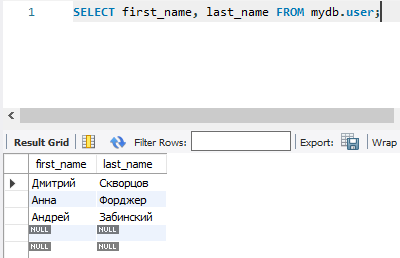 1 SELECT first_name, last_name FROM mydb.user;
Result Grid Filter Rows: Export: Wrap
first_name last_name
Дмитрий Скворцов
Анна Форджер
Андрей Забинский
NULL NULL
NULL NULL